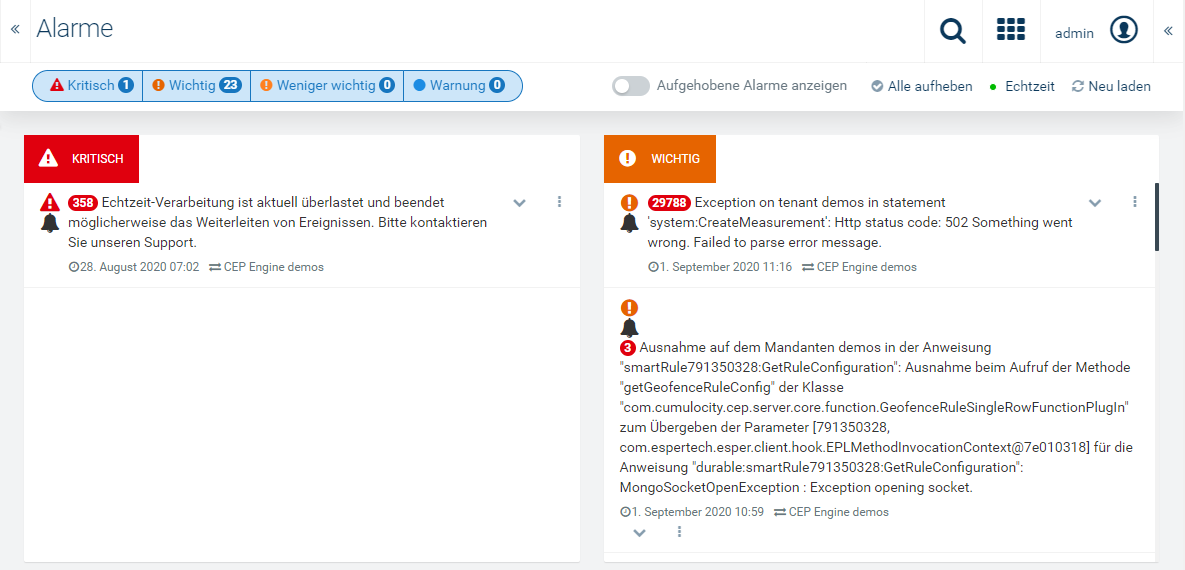 « Alarme admin «
Kritisch 1 Wichtig 23 Weniger wichtig 0 Warnung 0 Aufgehobene Alarme anzeigen Alle aufheben Echtzeit Neu laden
KRITISCH
358 Echtzeit-Verarbeitung ist aktuell überlastet und beendet
möglicherweise das Weiterleiten von Ereignissen. Bitte kontaktieren
Sie unseren Support.
28. August 2020 07:02 CEP Engine demos
WICHTIG
29788 Exception on tenant demos in statement
'system:CreateMeasurement': Http status code: 502 Something went
wrong. Failed to parse error message.
1. September 2020 11:16 CEP Engine demos
3 Ausnahme auf dem Mandanten demos in der Anweisung
"smartRule791350328:GetRuleConfiguration": Ausnahme beim Aufruf der Methode
"getGeofenceRuleConfig" der Klasse
"com.cumulocity.cep.server.core.function.GeofenceRuleSingleRowFunctionPlugIn"
zum Übergeben der Parameter [791350328,
com.espertech.esper.client.hook.EPLMethodInvocationContext@7e010318] für die
Anweisung "durable:smartRule791350328:GetRuleConfiguration":
MongoSocketOpenException : Exception opening socket.
1. September 2020 10:59 CEP Engine demos